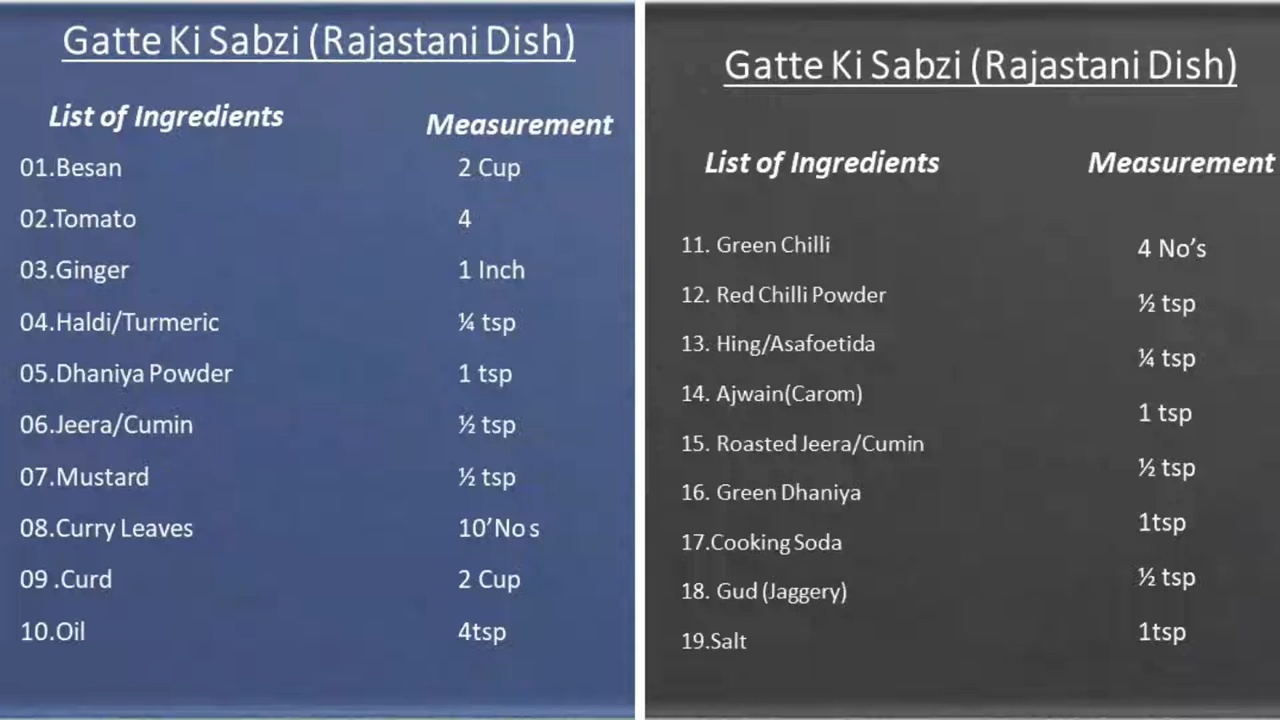 Gatte Ki Sabzi (Rajastani Dish)
List of Ingredients Measurement
01.Besan 2 Cup
02.Tomato 4
03.Ginger 1 Inch
04.Haldi/Turmeric ¼ tsp
05.Dhaniya Powder 1 tsp
06.Jeera/Cumin ½ tsp
07.Mustard ½ tsp
08.Curry Leaves 10’No s
09 .Curd 2 Cup
10.Oil 4tsp
Gatte Ki Sabzi (Rajastani Dish)
List of Ingredients Measurement
11. Green Chilli 4 No’s
12. Red Chilli Powder ½ tsp
13. Hing/Asafoetida ¼ tsp
14. Ajwain(Carom) 1 tsp
15. Roasted Jeera/Cumin ½ tsp
16. Green Dhaniya 1tsp
17.Cooking Soda ½ tsp
18. Gud (Jaggery) 1tsp
19.Salt